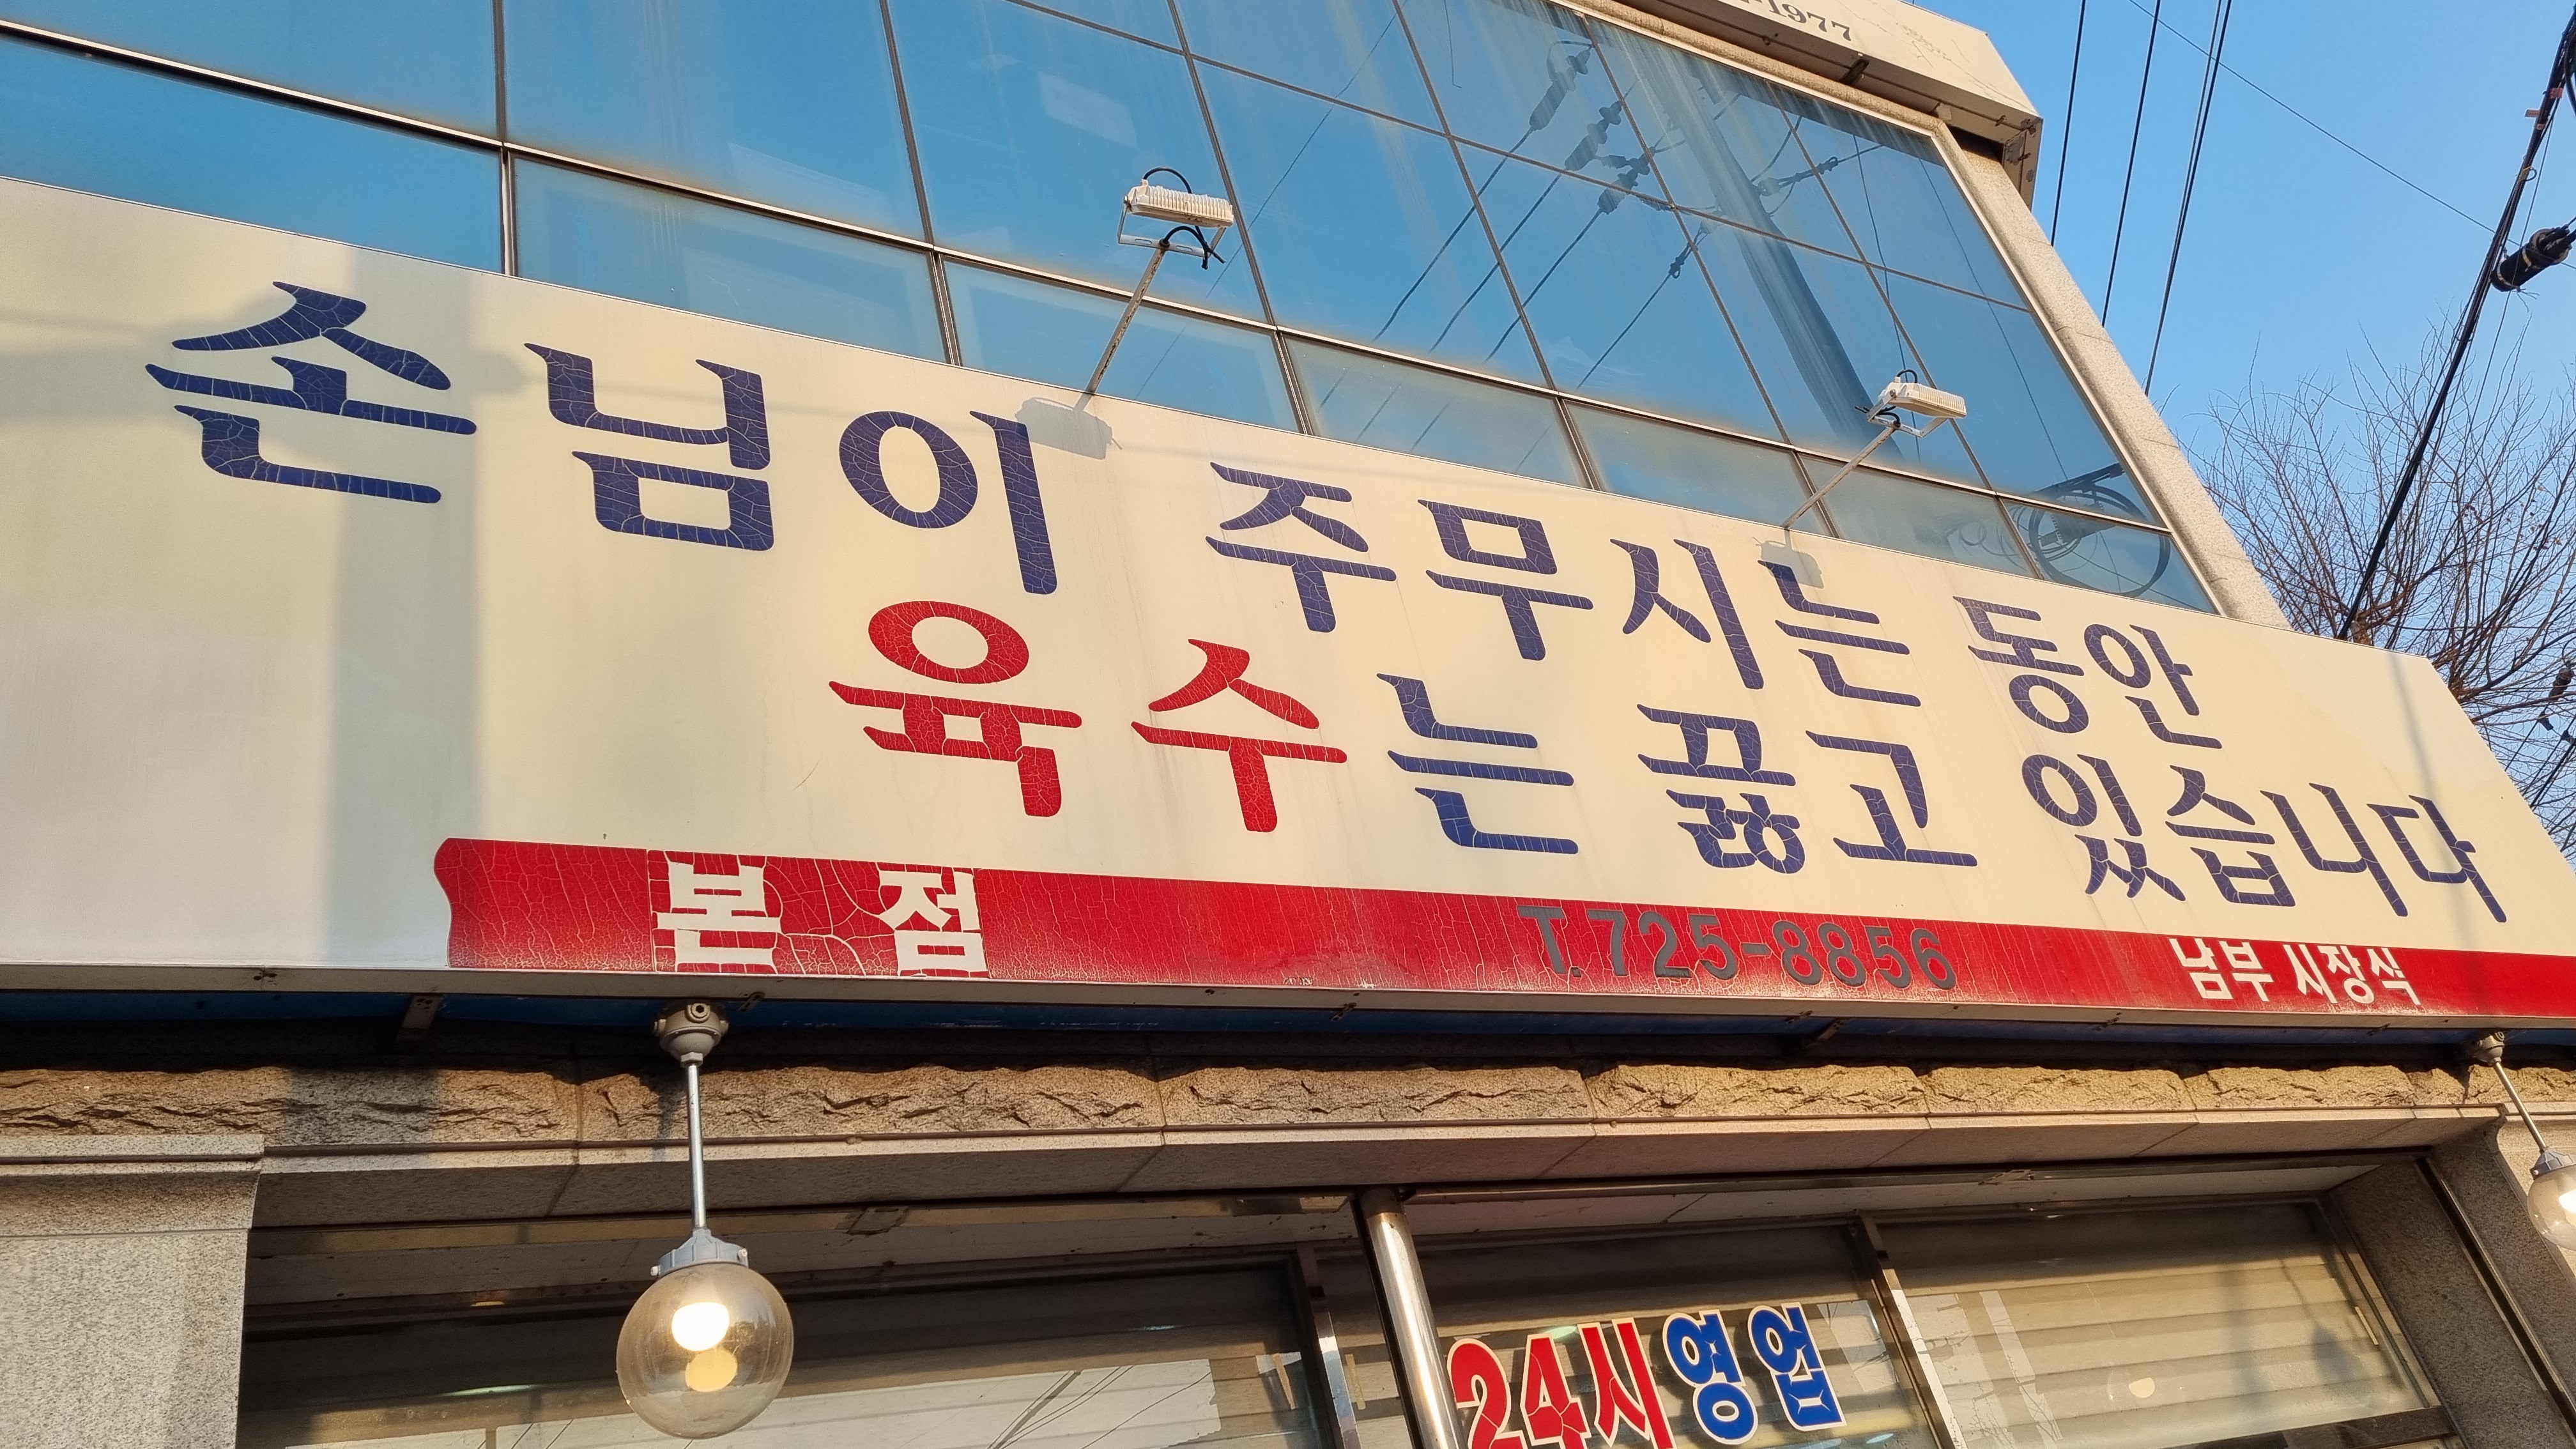 1977
손님이 주무시는 동안
육수는 끓고 있습니다
본점 T.725-8856 남부 시장식
24시 영업